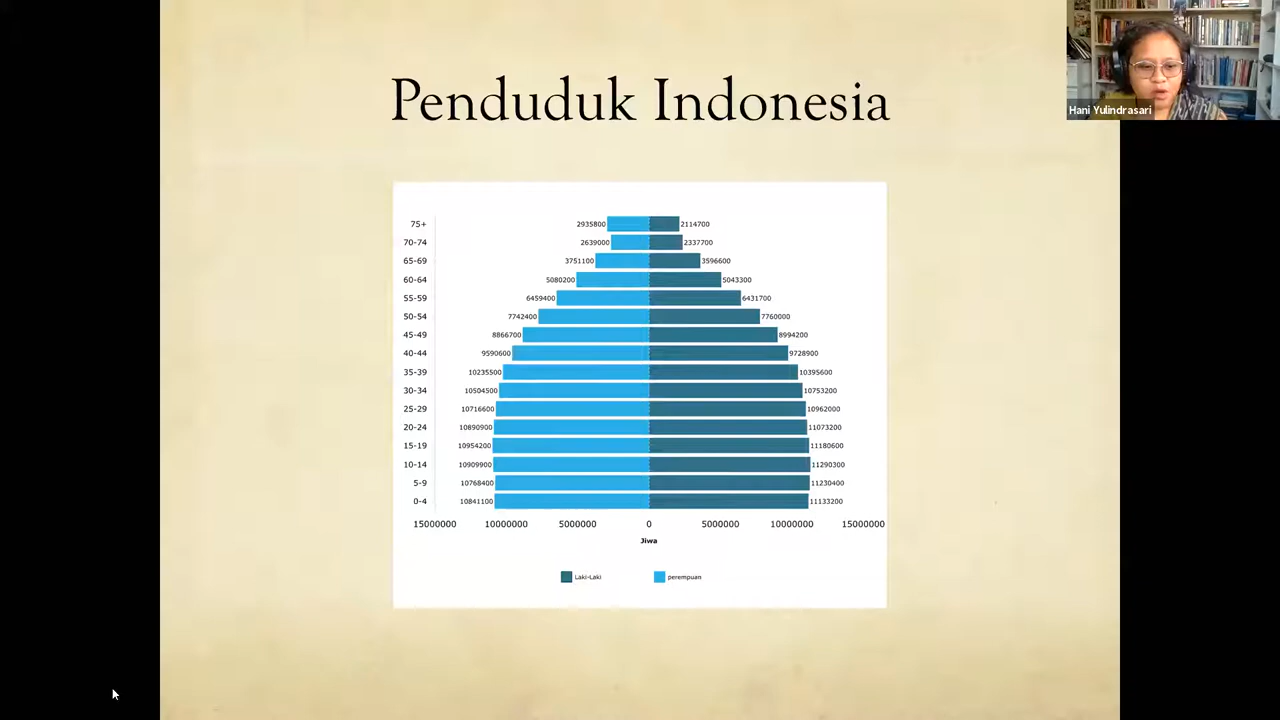 Penduduk Indonesia
Hani Yulindrasari
75+ 2935800 2114700
70-74 2639000 2337700
65-69 3751100 3596600
60-64 5080200 5043300
55-59 6459400 6431700
50-54 7742400 7760000
45-49 8866700 8994200
40-44 9590600 9728900
35-39 10235500 10395600
30-34 10504500 10753200
25-29 10716600 10962000
20-24 10890900 11073200
15-19 10954200 11180600
10-14 10909900 11290300
5-9 10768400 11230400
0-4 10841100 11133200
15000000 10000000 5000000 0 5000000 10000000 15000000
Jiwa
Laki-Laki perempuan